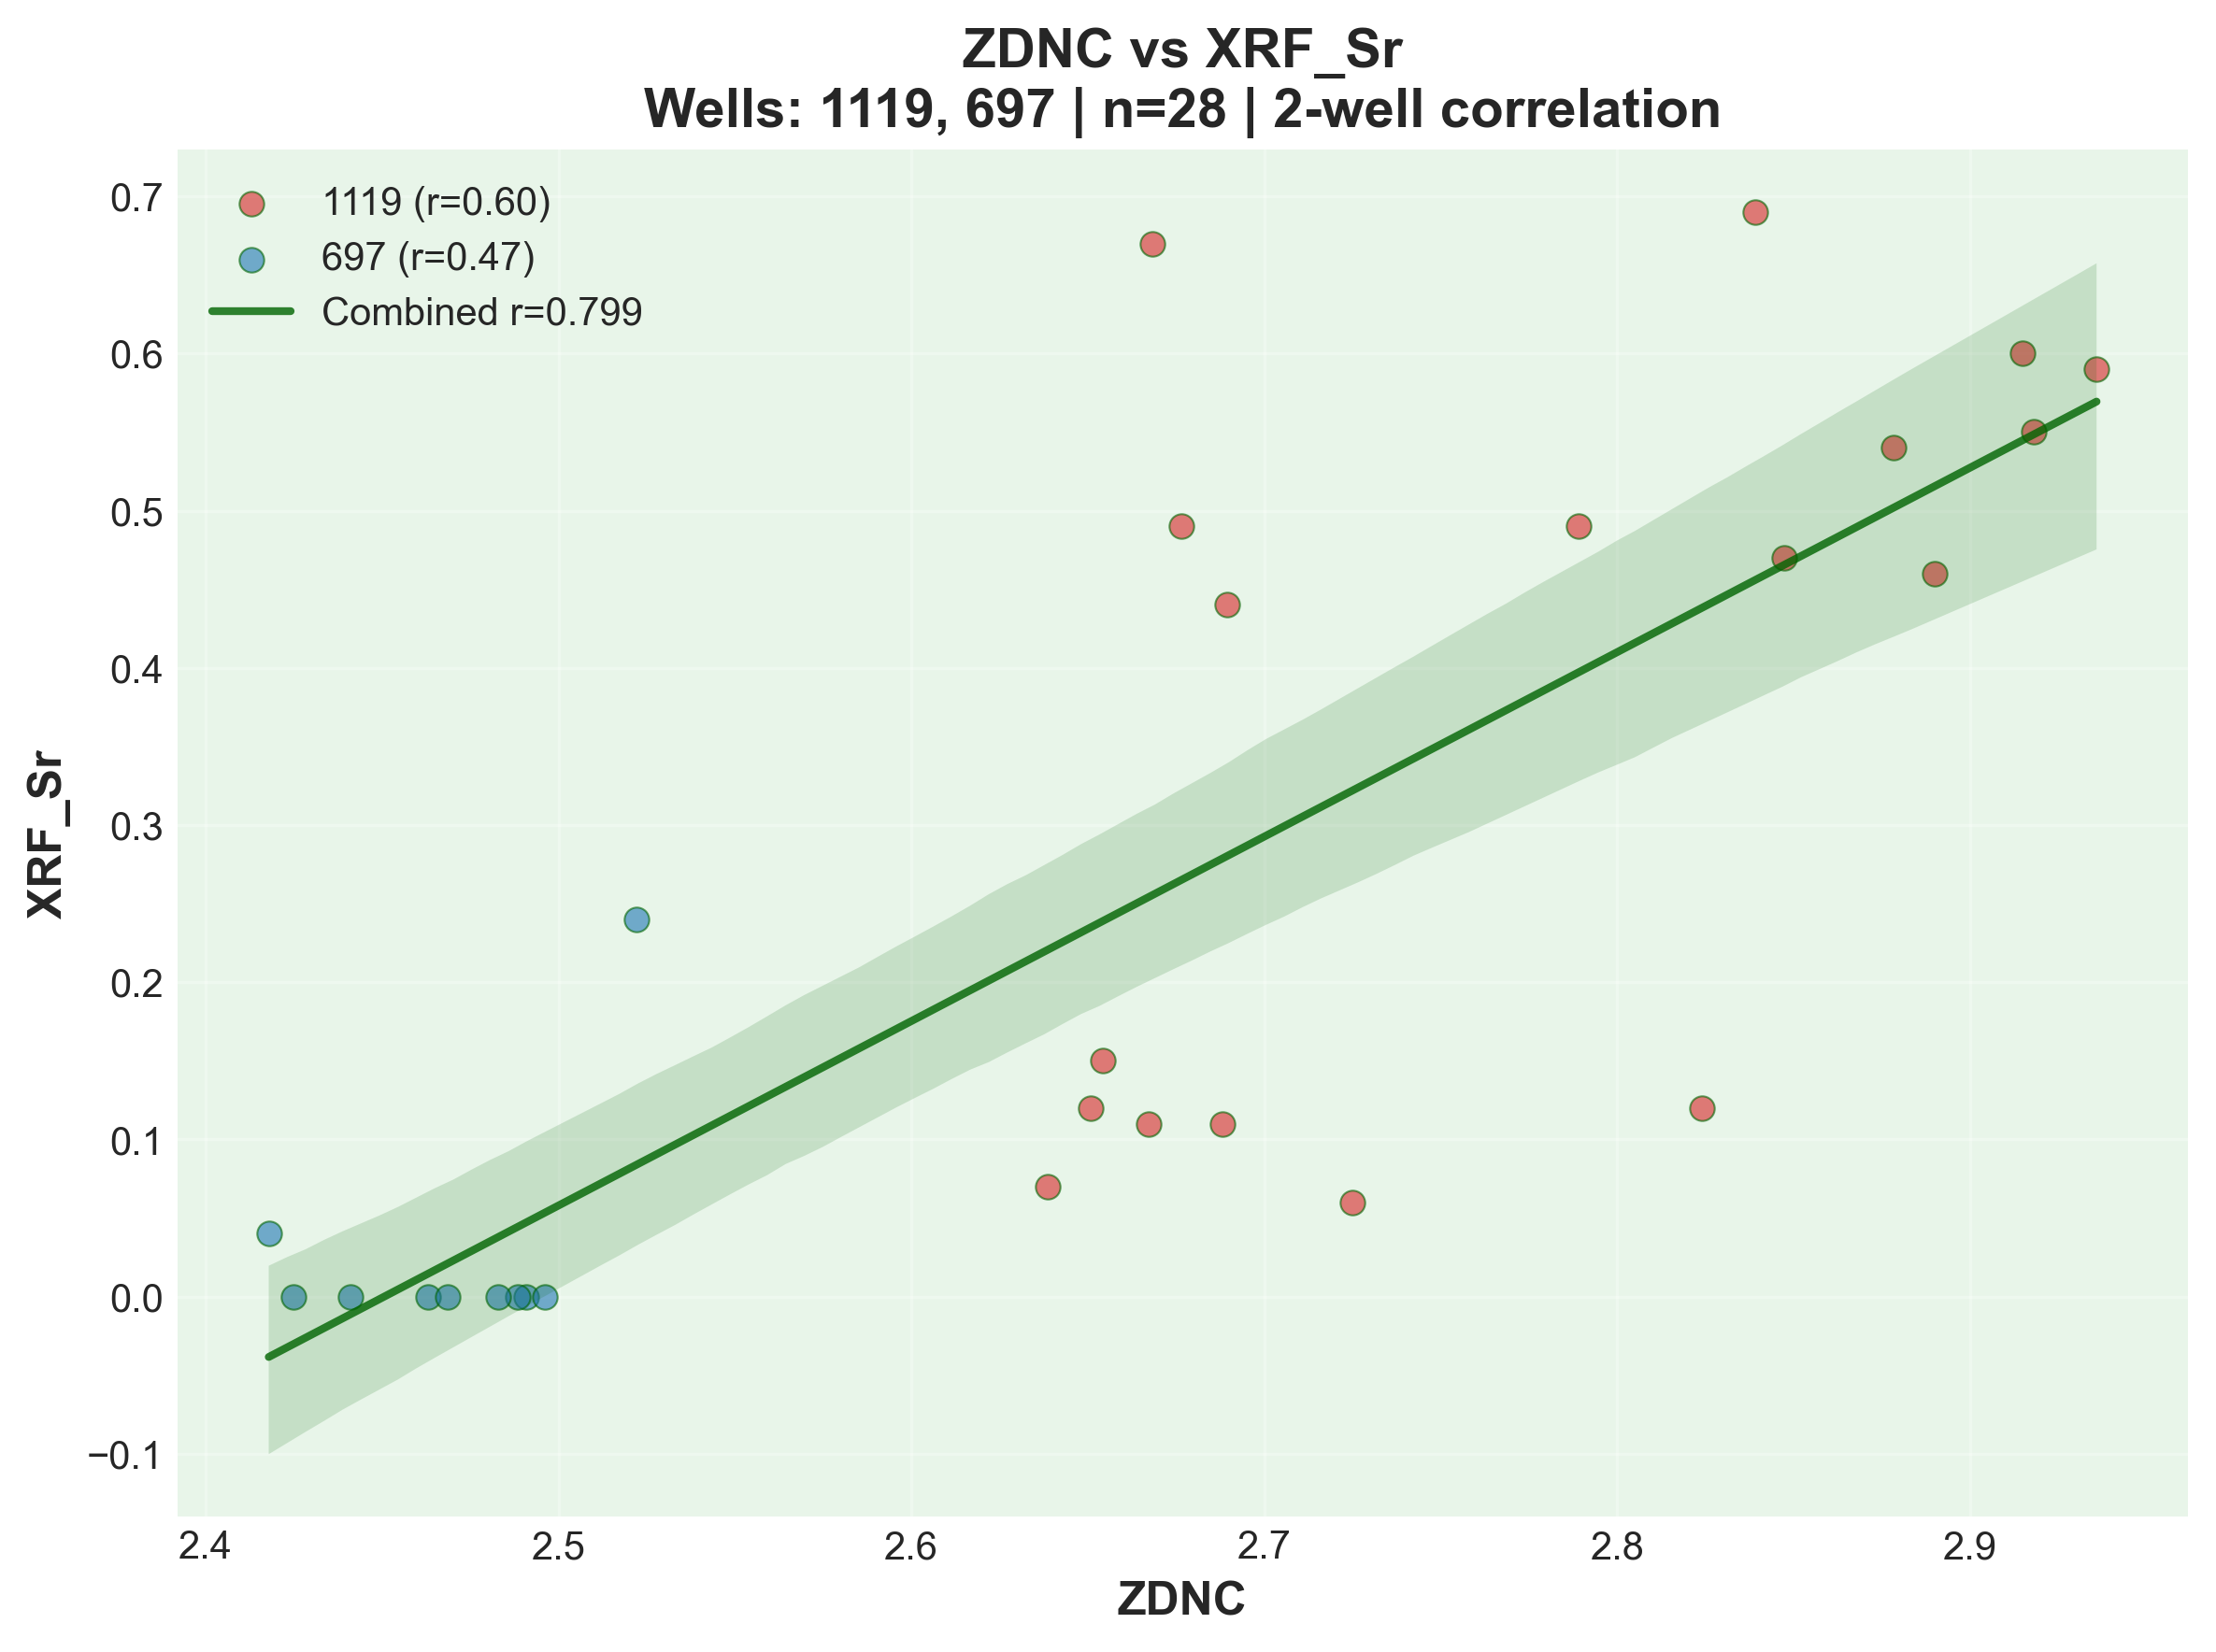 ZDNC vs XRF_Sr
Wells: 1119, 697 | n=28 | 2-well correlation
1119 (r=0.60)
697 (r=0.47)
Combined r=0.799
XRF_Sr
0.7
0.6
0.5
0.4
0.3
0.2
0.1
0.0
−0.1
2.4 2.5 2.6 2.7 2.8 2.9
ZDNC